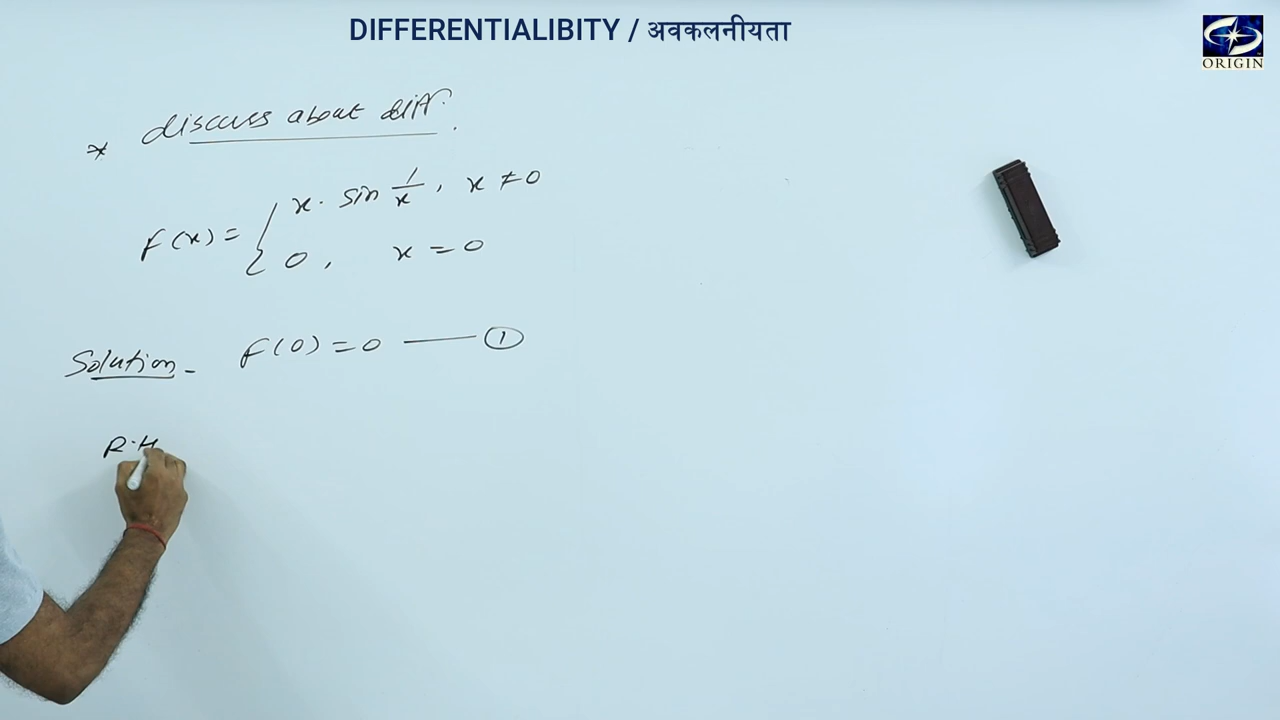 DIFFERENTIALIBITY / अवकलनीयता
ORIGIN
* discuss about diff.
F(x) = { x. sin 1/x, x ≠ 0
0, x = 0
Solution - F(0) = 0 —— ①
R.H